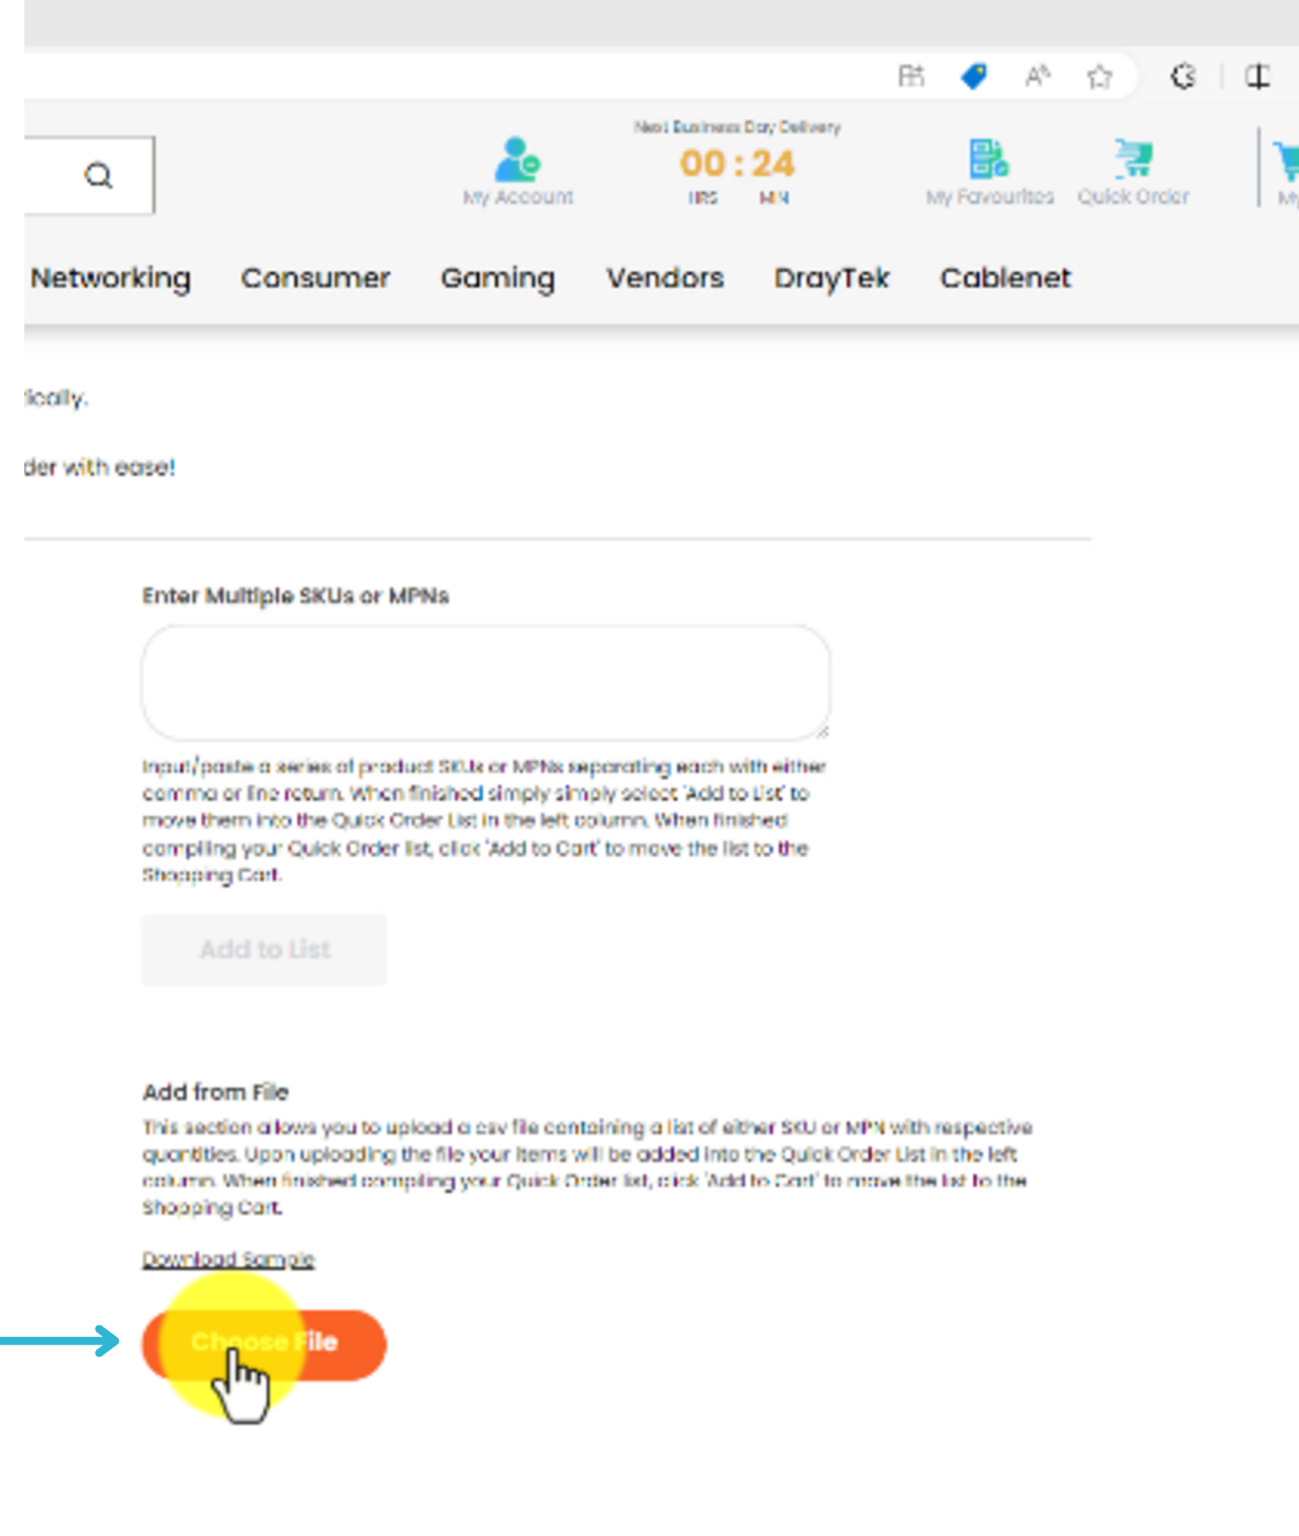 Next Business Day Delivery
00 : 24
HRS MIN
My Account
My Favourites
Quick Order
My
Networking Consumer Gaming Vendors DrayTek Cablenet
ically.
der with ease!
Enter Multiple SKUs or MPNs
Input/paste a series of product SKUs or MPNs separating each with either
comma or line return. When finished simply simply select 'Add to List' to
move them into the Quick Order List in the left column. When finished
compiling your Quick Order list, click 'Add to Cart' to move the list to the
Shopping Cart.
Add to List
Add from File
This section allows you to upload a csv file containing a list of either SKU or MPN with respective
quantities. Upon uploading the file your items will be added into the Quick Order List in the left
column. When finished compiling your Quick Order list, click 'Add to Cart' to move the list to the
Shopping Cart.
Download Sample
Choose File